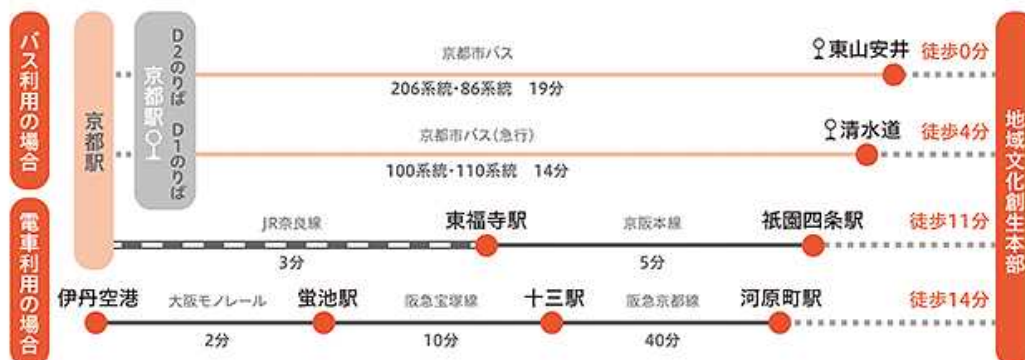 バス利用の場合
電車利用の場合
京都駅
D2のりば D1のりば
京都駅
京都市バス
206系統・86系統 19分
東山安井
徒歩0分
京都市バス(急行)
100系統・110系統 14分
清水道
徒歩4分
JR奈良線
3分
東福寺駅
京阪本線
5分
祇園四条駅
徒歩11分
伊丹空港
大阪モノレール
2分
蛍池駅
阪急宝塚線
10分
十三駅
阪急京都線
40分
河原町駅
徒歩14分
地域文化創生本部